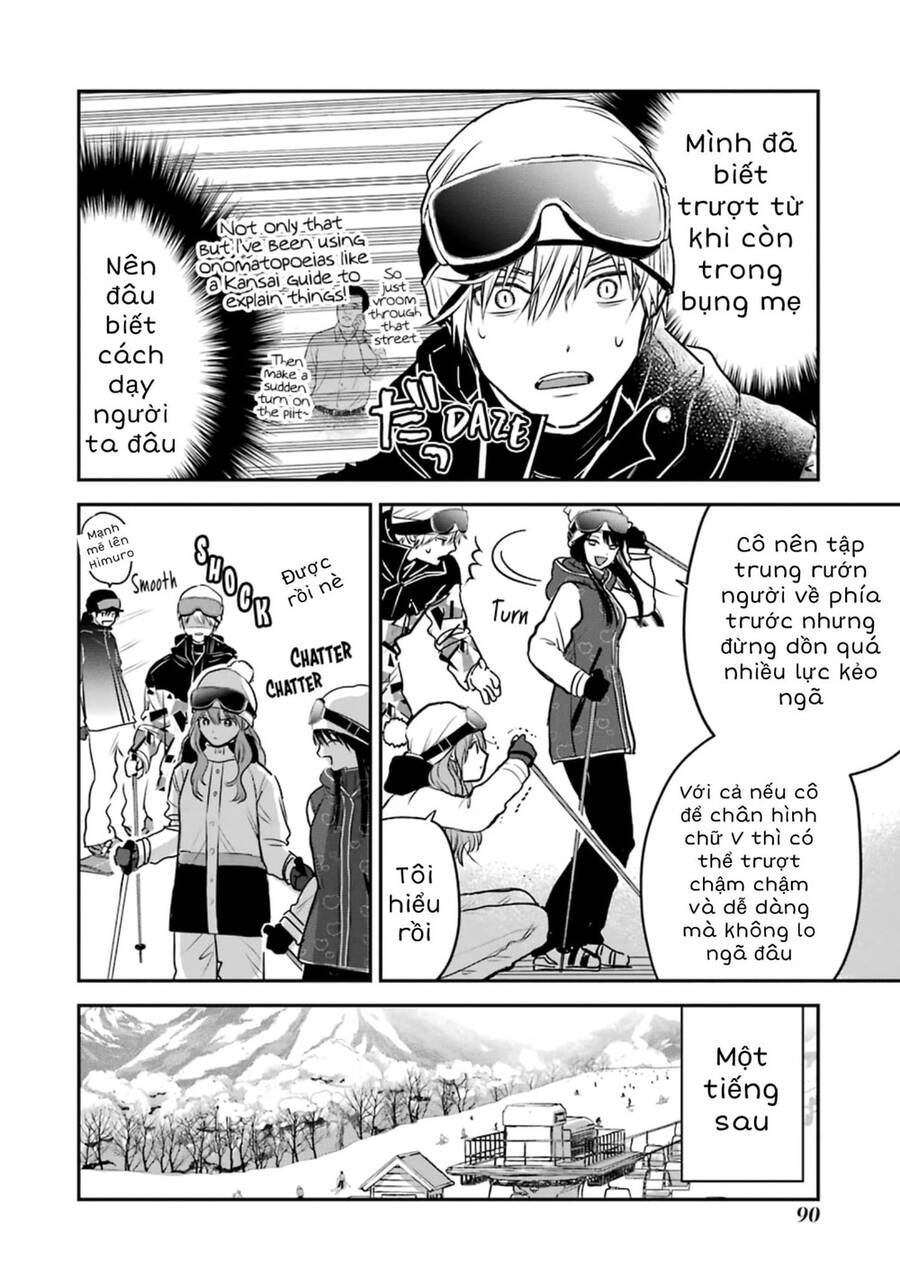 Mình đã
biết
trượt từ
khi còn
trong
bụng mẹ
Not only that
But I've been using
onomatopoeias like
a Kansai Guide to
explain things!
So
just
vroom
through
that
street.
Then
make a
sudden
turn on
the piit~
Nên
đâu
biết
cách
dạy
người
ta đâu
だっ
DAZE
Cô nên tập
trung rướn
người về phía
trước nhưng
đừng dồn quá
nhiều lực kẻo
ngã
Turn
Với cả nếu cô
để chân hình
chữ V thì có
thể trượt
chậm chậm
và dễ dàng
mà không lo
ngã đâu
Tôi
hiểu
rồi
Được
rồi nè
SHOCK
CHATTER
CHATTER
Smooth
Mạnh
mẽ lên
Himuro
Một
tiếng
sau
90